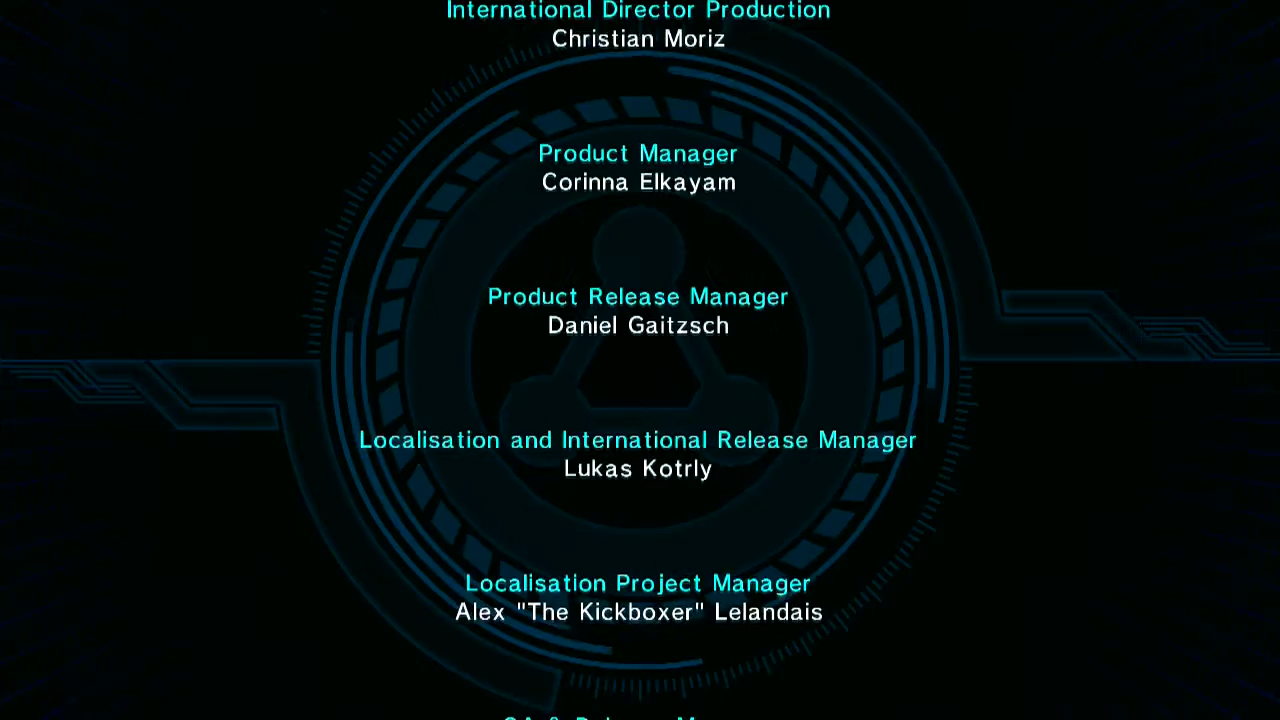 International Director Production
Christian Moriz
Product Manager
Corinna Elkayam
Product Release Manager
Daniel Gaitzsch
Localisation and International Release Manager
Lukas Kotrly
Localisation Project Manager
Alex "The Kickboxer" Lelandais